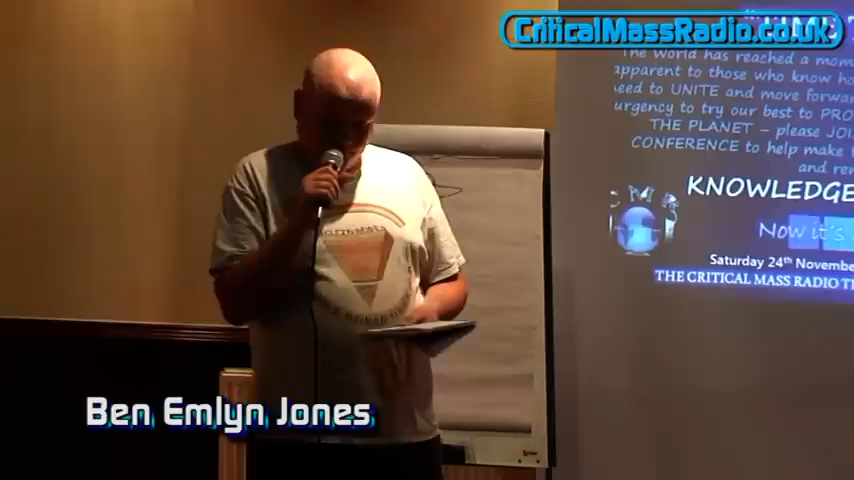 CriticalMassRadio.co.uk
"TIME
The world has reached a mom
apparent to those who know ho
need to UNITE and move forwar
urgency to try our best to PRO
THE PLANET – please JOI
CONFERENCE to help make
and re
KNOWLEDGE
Now it's
Saturday 24th November
THE CRITICAL MASS RADIO T
Ben Emlyn Jones